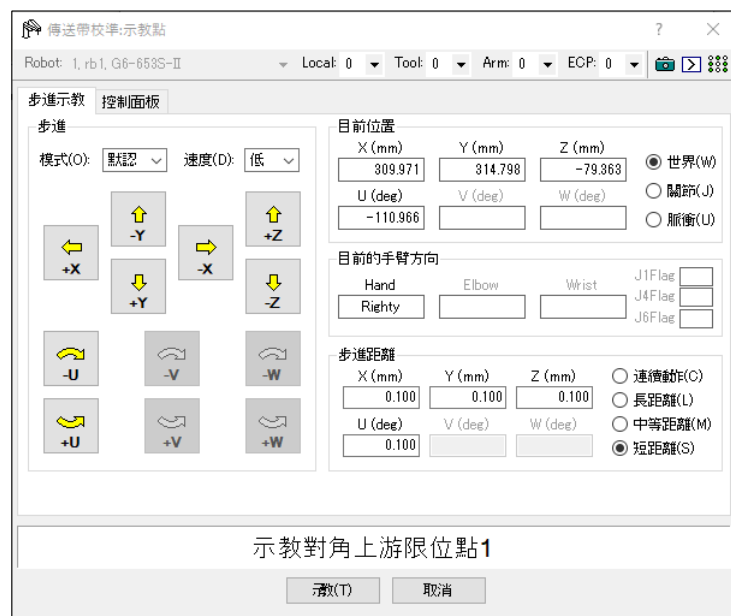 傳送帶校準:示教點
Robot: 1, rb1, G6-653S-II Local: 0 Tool: 0 Arm: 0 ECP: 0
步進示教 控制面板
步進
模式(O): 默認 速度(D): 低
-Y
+Z
+X
-X
+Y
-Z
-U -V -W
+U +V +W
目前位置
X (mm) Y (mm) Z (mm)
309.971 314.798 -79.363
U (deg) V (deg) W (deg)
-110.966
世界(W)
關節(J)
脈衝(U)
目前的手臂方向
Hand Elbow Wrist
Righty
J1Flag
J4Flag
J6Flag
步進距離
X (mm) Y (mm) Z (mm)
0.100 0.100 0.100
U (deg) V (deg) W (deg)
0.100
連續動作(C)
長距離(L)
中等距離(M)
短距離(S)
示教對角上游限位點1
示教(T) 取消